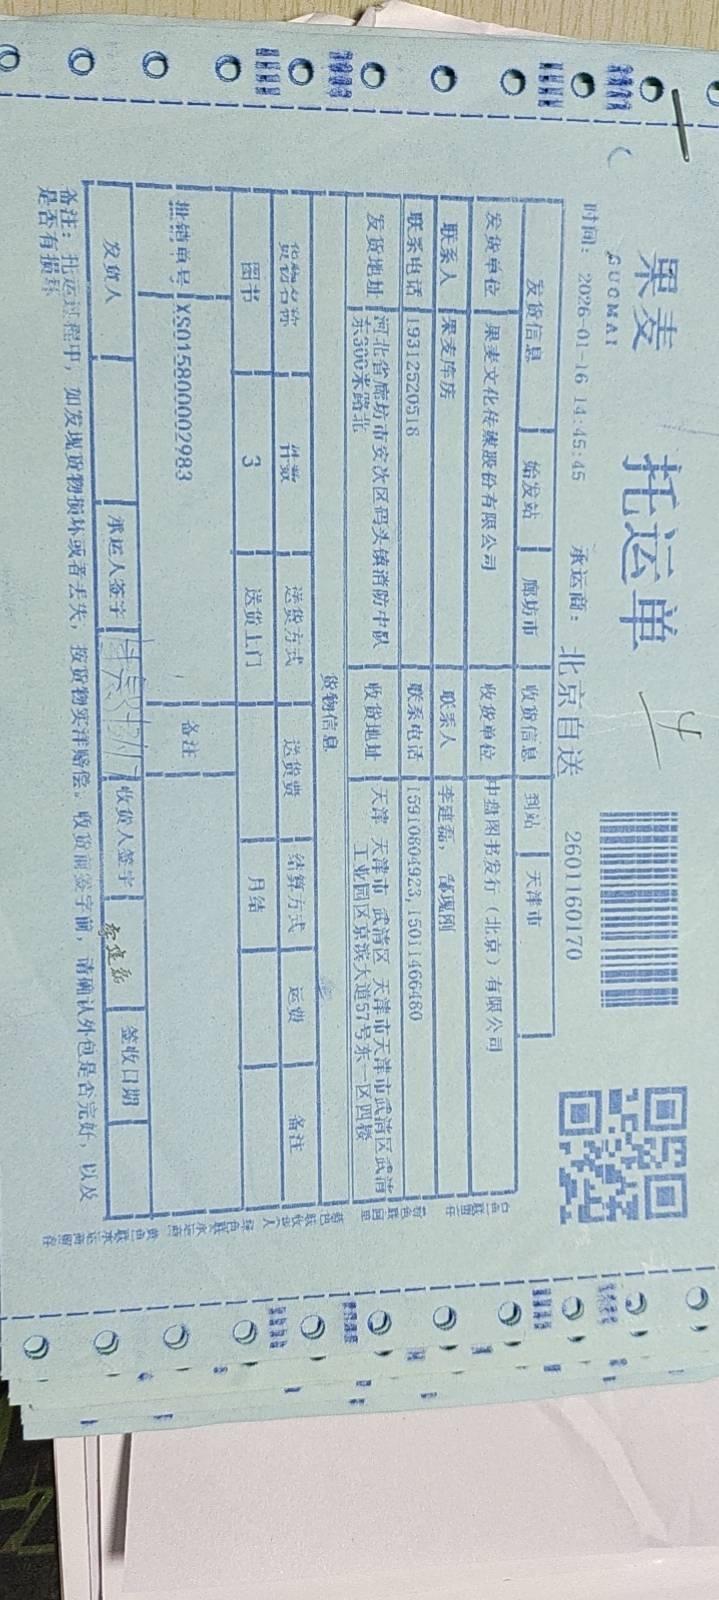 果麦
GUOMAI
托运单
2601160170
时间: 2026-01-16 14:45:45
承运商: 北京自送
发货信息 始发站 廊坊市 收货信息 到站 天津市
发货单位 果麦文化传媒股份有限公司 收货单位 中盘图书发行（北京）有限公司
联系人 果麦库房 联系人 李建磊,
联系电话 19312520518 联系电话 15910804923,15011466480
发货地址 河北省廊坊市安次区码头镇消防中队
东300米路北
收货地址 天津 天津市 武清区 天津市天津市武清区武清
工业园区京滨大道57号东一区四楼
货物信息
货物名称 件数 送货方式 送货费 结算方式 运费 备注
图书 3 送货上门 月结
批销单号 XS015800002983 备注
发货人 承运人签字 收货人签字 李建磊 签收日期
备注: 托运过程中, 如发现货物损坏或者丢失, 按货物实洋赔偿。收货前签字前, 请确认外包是否完好, 以及
是否有损坏